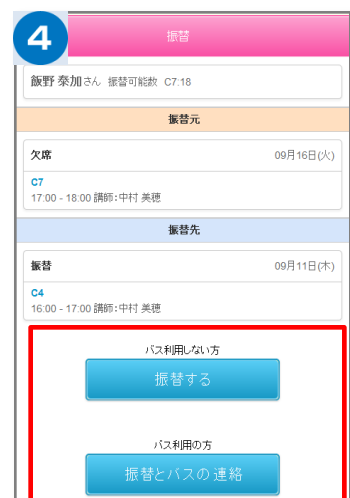 4
振替
飯野 奈加さん 振替可能数 C7:18
振替元
欠席 09月16日(火)
C7
17:00 - 18:00 講師:中村 美穂
振替先
振替 09月11日(木)
C4
16:00 - 17:00 講師:中村 美穂
バス利用しない方
振替する
バス利用の方
振替とバスの連絡